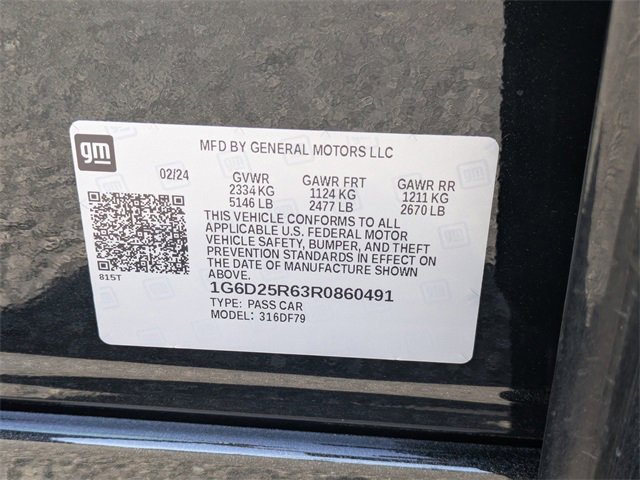 gm
MFD BY GENERAL MOTORS LLC
02/24 GVWR GAWR FRT GAWR RR
2334 KG 1124 KG 1211 KG
5146 LB 2477 LB 2670 LB
THIS VEHICLE CONFORMS TO ALL
APPLICABLE U.S. FEDERAL MOTOR
VEHICLE SAFETY, BUMPER, AND THEFT
PREVENTION STANDARDS IN EFFECT ON
THE DATE OF MANUFACTURE SHOWN
ABOVE.
815T
1G6D25R63R0860491
TYPE: PASS CAR
MODEL: 316DF79